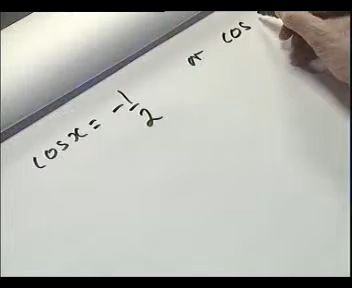 cos x = -1/2 or cos